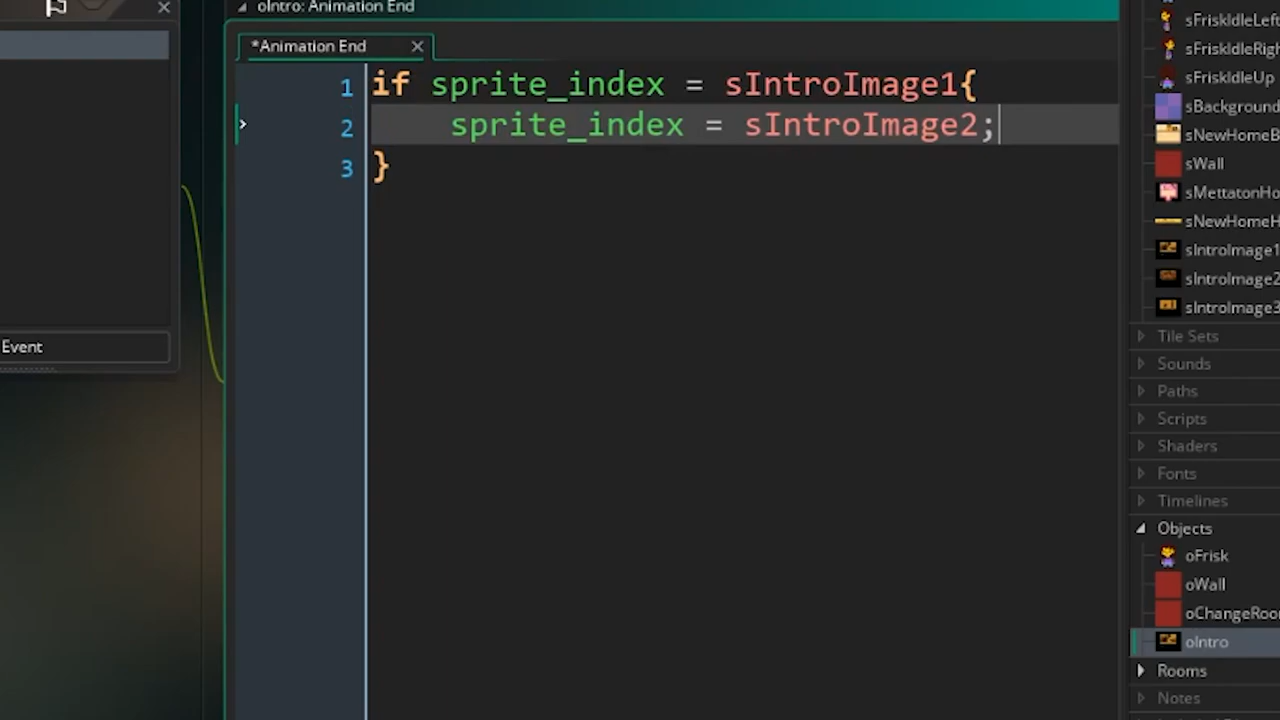 oIntro: Animation End
*Animation End
1 if sprite_index = sIntroImage1{
2 sprite_index = sIntroImage2;
3 }
Event
sFriskIdleLeft
sFriskIdleRigh
sFriskIdleUp
sBackground
sNewHomeB
sWall
sMettatonHo
sNewHomeH
sIntroImage1
sIntroImage2
sIntroImage3
Tile Sets
Sounds
Paths
Scripts
Shaders
Fonts
Timelines
Objects
oFrisk
oWall
oChangeRoo
oIntro
Rooms
Notes